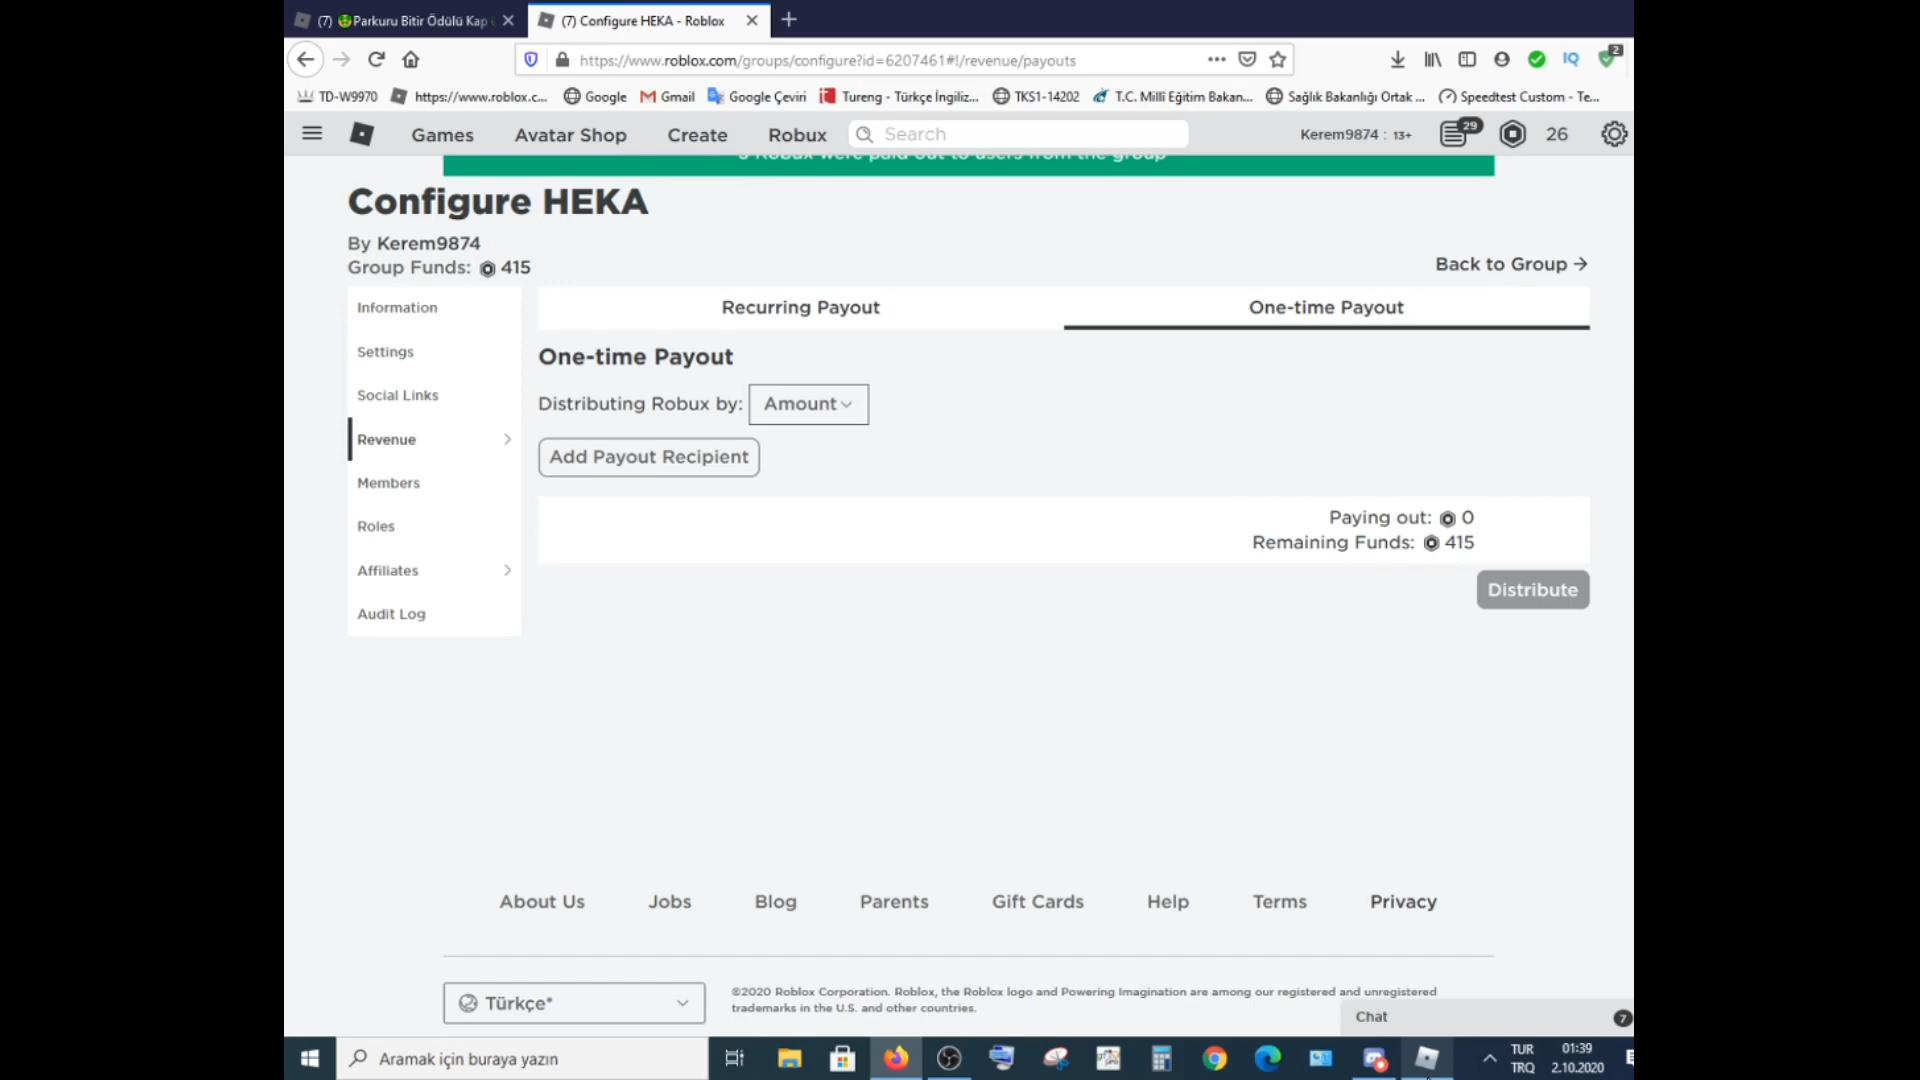 (7) Parkuru Bitir Ödülü Kap
(7) Configure HEKA - Roblox
https://www.roblox.com/groups/configure?id=6207461#!/revenue/payouts
2
TD-W9970
https://www.roblox.c...
Google
Gmail
Google Çeviri
Tureng - Türkçe İngiliz...
TKS1-14202
T.C. Millî Eğitim Bakan...
Sağlık Bakanlığı Ortak ...
Speedtest Custom - Te...
Games
Avatar Shop
Create
Robux
Search
Kerem9874 : 13+
29
26
Robux were paid out to users from the group
Configure HEKA
By Kerem9874
Group Funds: 415
Back to Group →
Information
Settings
Social Links
Revenue
Members
Roles
Affiliates
Audit Log
Recurring Payout
One-time Payout
One-time Payout
Distributing Robux by: Amount
Add Payout Recipient
Paying out: 0
Remaining Funds: 415
Distribute
About Us
Jobs
Blog
Parents
Gift Cards
Help
Terms
Privacy
Türkçe*
©2020 Roblox Corporation. Roblox, the Roblox logo and Powering Imagination are among our registered and unregistered
trademarks in the U.S. and other countries.
Chat
7
Aramak için buraya yazın
TUR
TRQ
01:39
2.10.2020